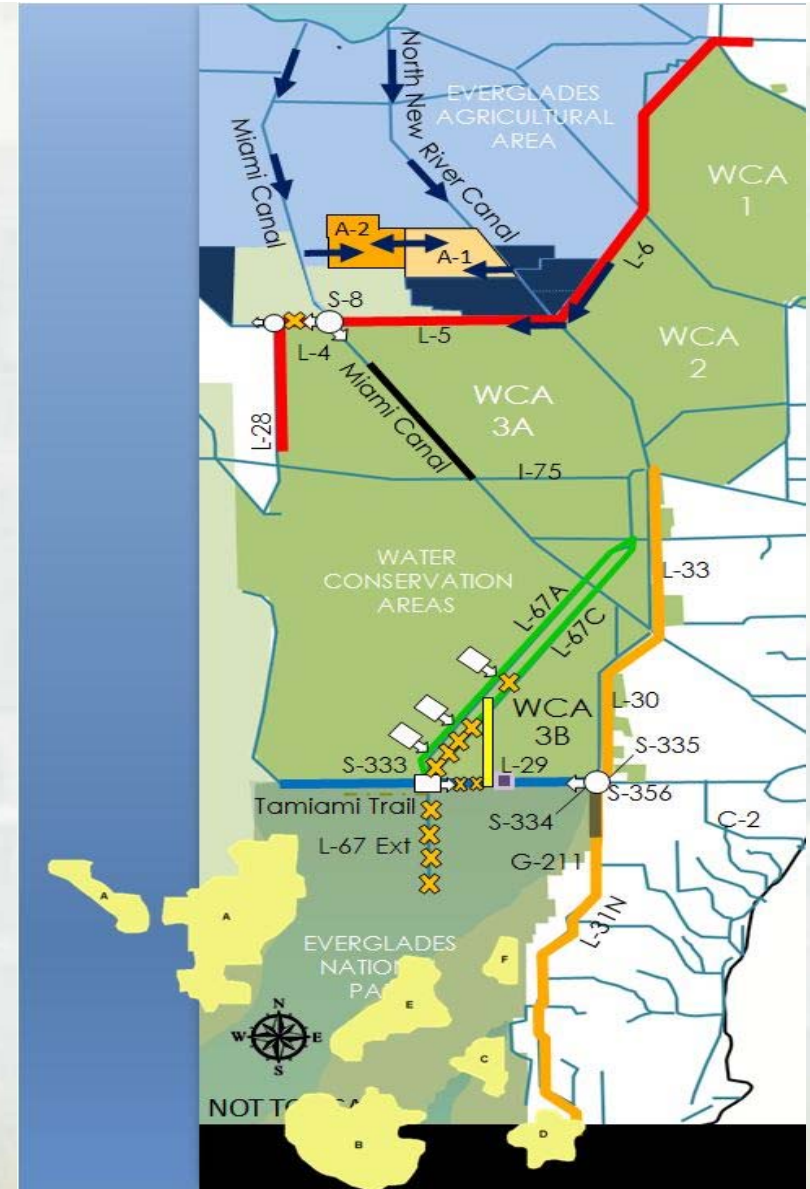 EVERGLADES
AGRICULTURAL
AREA
North New
River Canal
Miami Canal
WCA
1
A-2
A-1
L-6
S-8
L-5
L-4
WCA
2
WCA
3A
Miami Canal
L-28
I-75
WATER
CONSERVATION
AREAS
L-67A
L-67C
L-33
L-30
WCA
3B
S-335
S-333
L-29
S-356
Tamiami Trail
S-334
C-2
L-67 Ext
G-211
L-31N
A
A
EVERGLADES
F
E
N
W
E
S
C
NOT TO
B
D